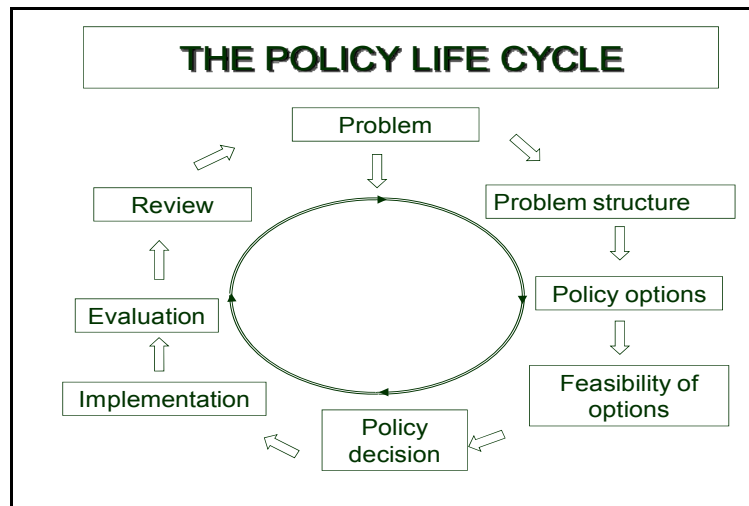 THE POLICY LIFE CYCLE
Problem
Problem structure
Policy options
Feasibility of
options
Policy
decision
Implementation
Evaluation
Review